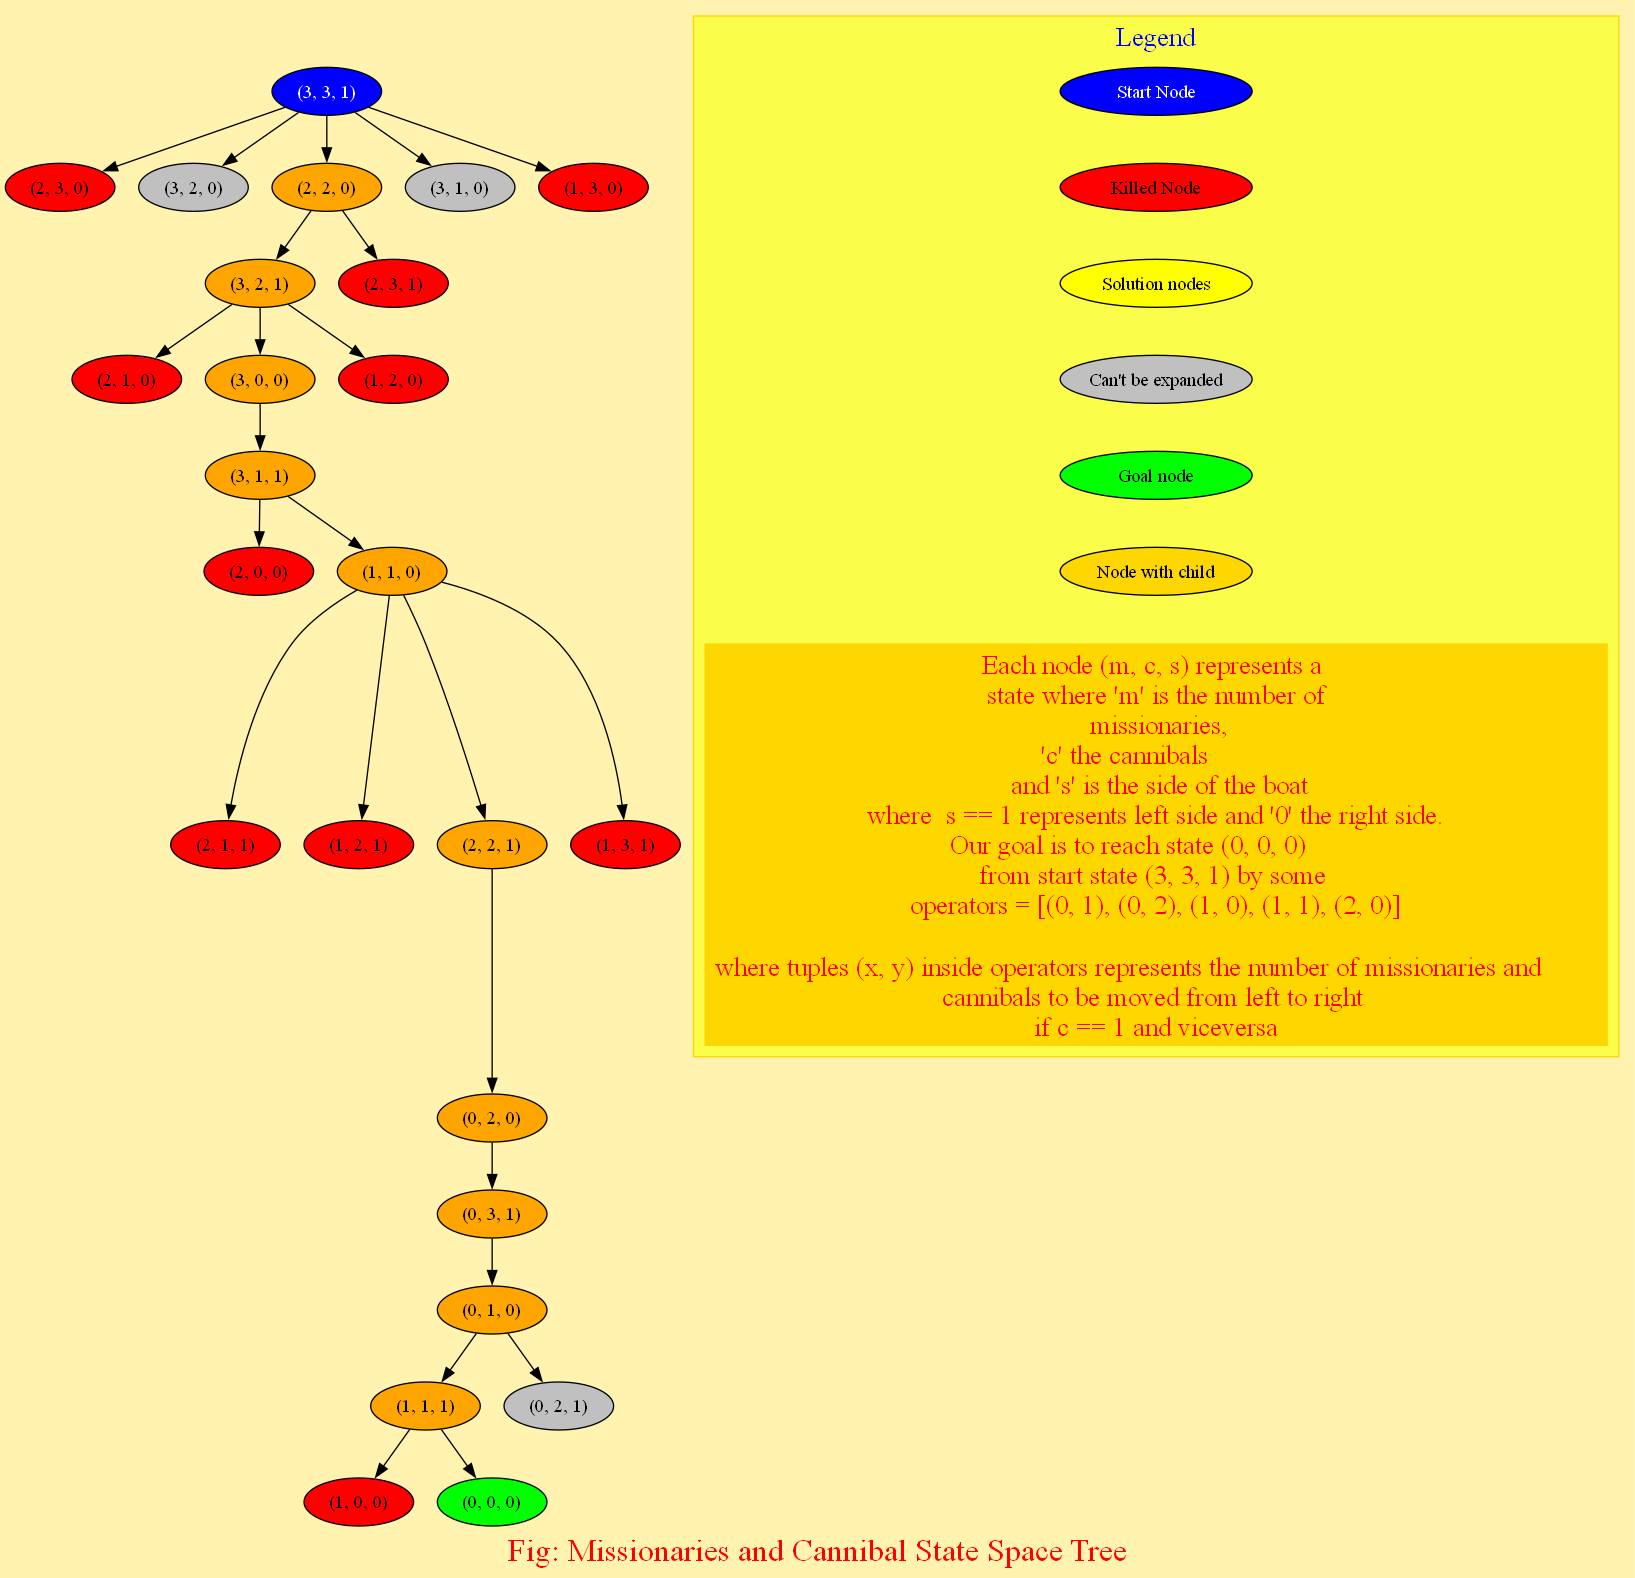 (3, 3, 1)
(2, 3, 0)
(3, 2, 0)
(2, 2, 0)
(3, 1, 0)
(1, 3, 0)
(3, 2, 1)
(2, 3, 1)
(2, 1, 0)
(3, 0, 0)
(1, 2, 0)
(3, 1, 1)
(2, 0, 0)
(1, 1, 0)
(2, 1, 1)
(1, 2, 1)
(2, 2, 1)
(1, 3, 1)
(0, 2, 0)
(0, 3, 1)
(0, 1, 0)
(1, 1, 1)
(0, 2, 1)
(1, 0, 0)
(0, 0, 0)
Legend
Start Node
Killed Node
Solution nodes
Can't be expanded
Goal node
Node with child
Each node (m, c, s) represents a
state where 'm' is the number of
missionaries,
'c' the cannibals
and 's' is the side of the boat
where  s == 1 represents left side and '0' the right side.
Our goal is to reach state (0, 0, 0)
from start state (3, 3, 1) by some
operators = [(0, 1), (0, 2), (1, 0), (1, 1), (2, 0)]
where tuples (x, y) inside operators represents the number of missionaries and
cannibals to be moved from left to right
if c == 1 and viceversa
Fig: Missionaries and Cannibal State Space Tree